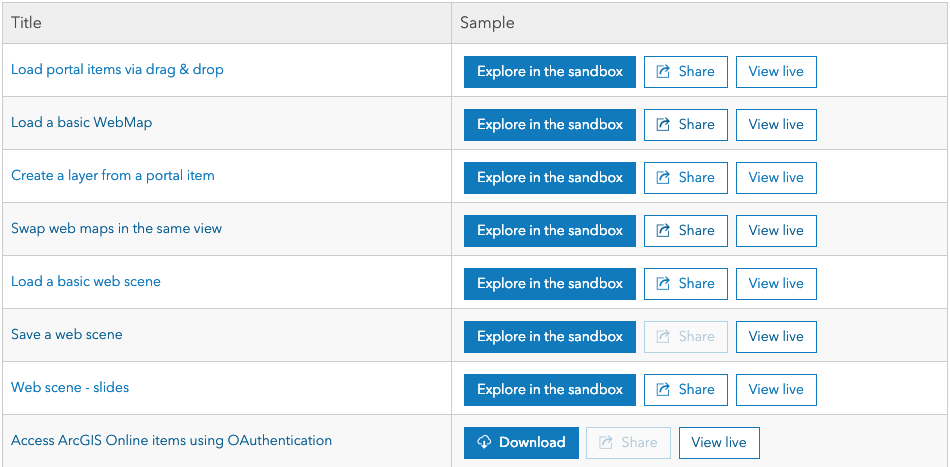 Title Sample
Load portal items via drag & drop Explore in the sandbox Share View live
Load a basic WebMap Explore in the sandbox Share View live
Create a layer from a portal item Explore in the sandbox Share View live
Swap web maps in the same view Explore in the sandbox Share View live
Load a basic web scene Explore in the sandbox Share View live
Save a web scene Explore in the sandbox Share View live
Web scene - slides Explore in the sandbox Share View live
Access ArcGIS Online items using OAuthentication Download Share View live